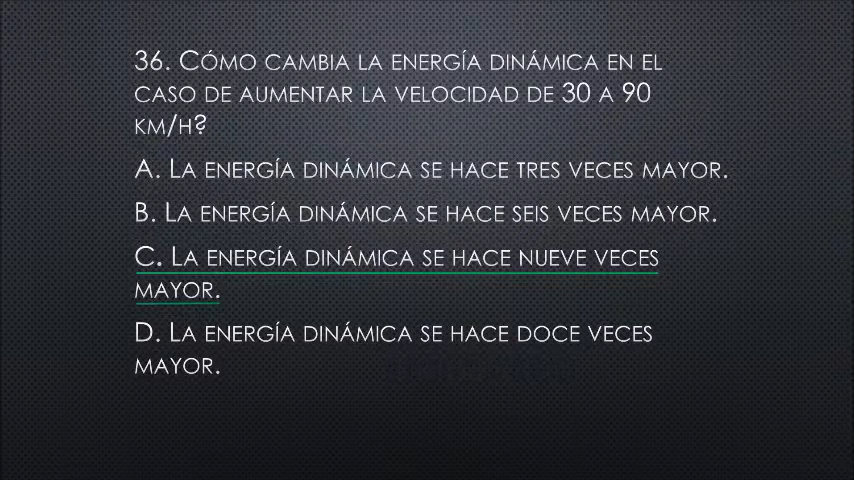 36. CÓMO CAMBIA LA ENERGÍA DINÁMICA EN EL
CASO DE AUMENTAR LA VELOCIDAD DE 30 A 90
KM/H?
A. LA ENERGÍA DINÁMICA SE HACE TRES VECES MAYOR.
B. LA ENERGÍA DINÁMICA SE HACE SEIS VECES MAYOR.
C. LA ENERGÍA DINÁMICA SE HACE NUEVE VECES
MAYOR.
D. LA ENERGÍA DINÁMICA SE HACE DOCE VECES
MAYOR.